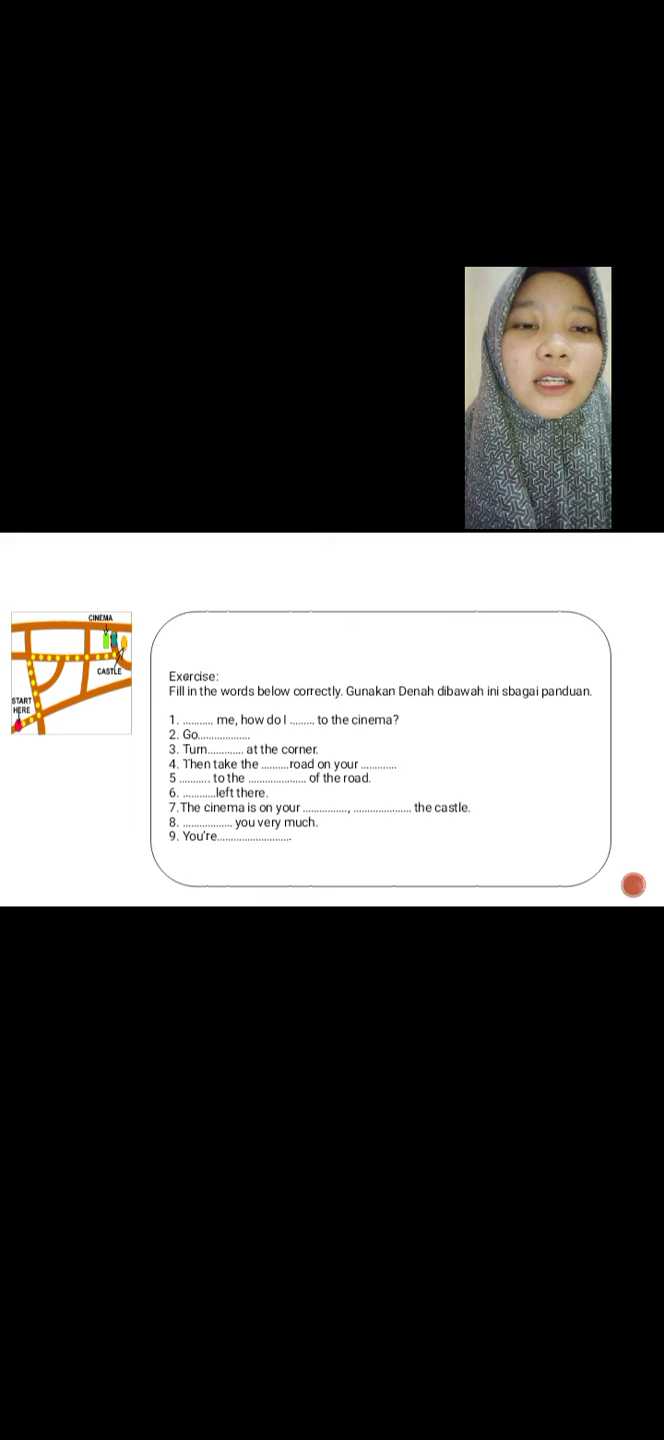 CINEMA
CASTLE
START
HERE
Exercise:
Fill in the words below correctly. Gunakan Denah dibawah ini sbagai panduan.
1. ........... me, how do I ......... to the cinema?
2. Go...................
3. Turn............. at the corner.
4. Then take the ..........road on your .............
5 ........... to the ..................... of the road.
6. ............left there.
7.The cinema is on your ................, ..................... the castle.
8. .................. you very much.
9. You're...........................